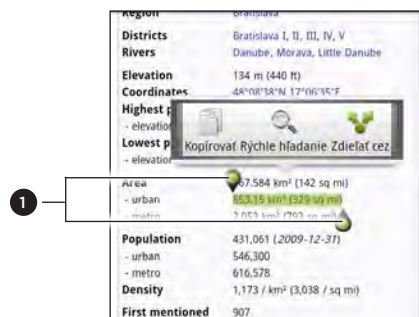 Region Bratislava
Districts Bratislava I, II, III, IV, V
Rivers Danube, Morava, Little Danube
Elevation 134 m (440 ft)
Coordinates 48°08'38"N 17°06'35"E
Highest p
- elevation
Kopírovať Rýchle hľadanie Zdieľať cez
Lowest p
- elevation
Area 67.584 km² (142 sq mi)
1
- urban 853.15 km² (329 sq mi)
- metro 2,053 km² (793 sq mi)
Population 431,061 (2009-12-31)
- urban 546,300
- metro 616,578
Density 1,173 / km² (3,038 / sq mi)
First mentioned 907